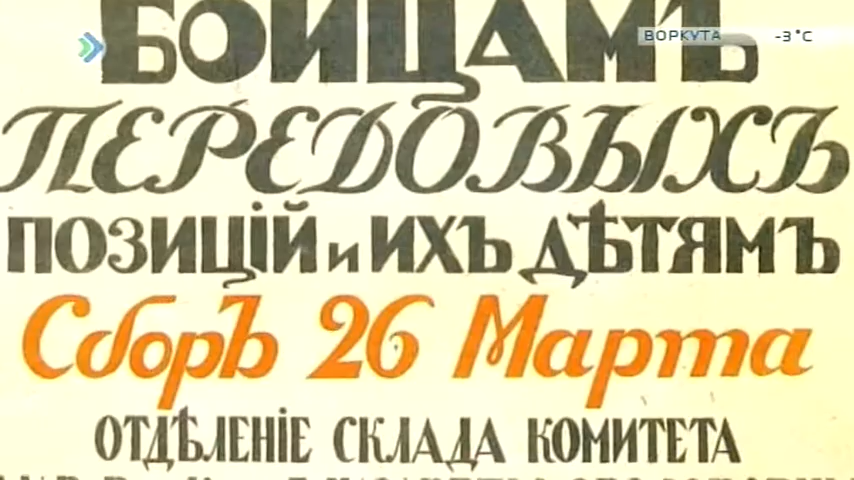 ВОРКУТА -3°C
БОЙЦАМЪ
ПЕРЕДОВЫХЪ
ПОЗИЦІЙ и ИХЪ ДѢТЯМЪ
Сборъ 26 Марта
ОТДѢЛЕНІЕ СКЛАДА КОМИТЕТА